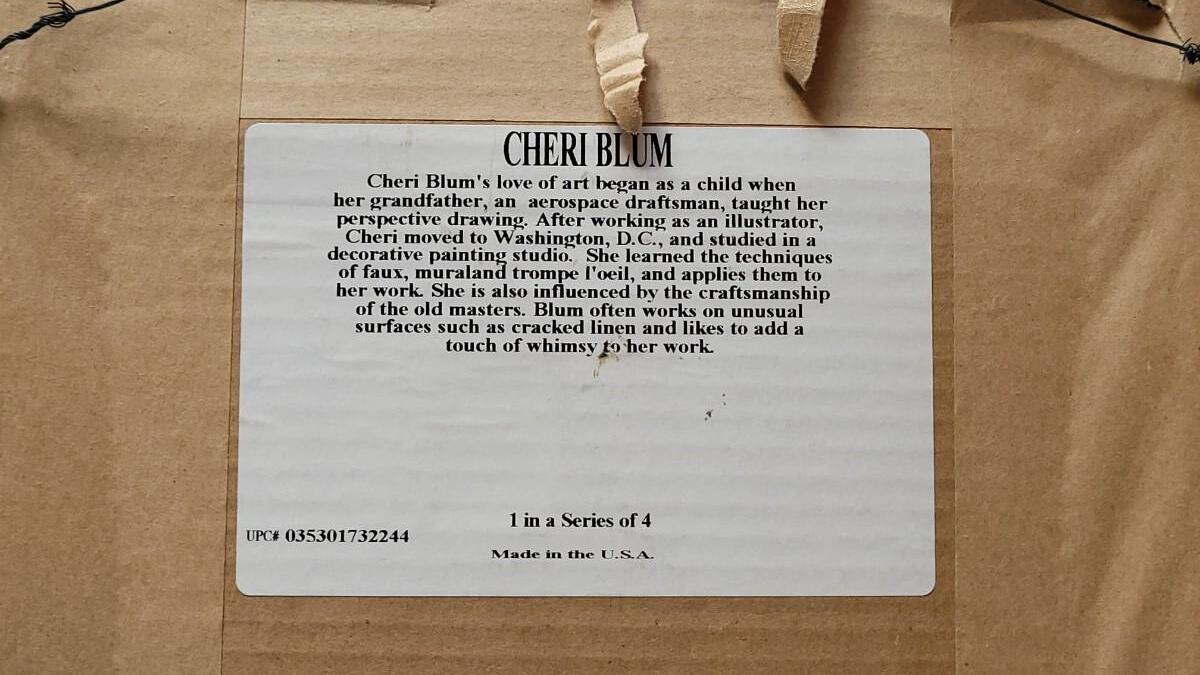 CHERI BLUM
Cheri Blum's love of art began as a child when
her grandfather, an aerospace draftsman, taught her
perspective drawing. After working as an illustrator,
Cheri moved to Washington, D.C., and studied in a
decorative painting studio. She learned the techniques
of faux, muraland trompe l'oeil, and applies them to
her work. She is also influenced by the craftsmanship
of the old masters. Blum often works on unusual
surfaces such as cracked linen and likes to add a
touch of whimsy to her work.
1 in a Series of 4
UPC# 035301732244
Made in the U.S.A.